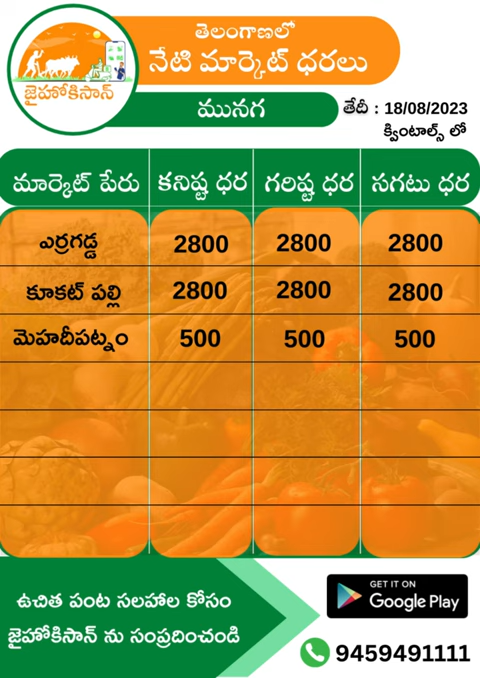 తెలంగాణలో
నేటి మార్కెట్ ధరలు
జైహోకిసాన్
మునగ
తేదీ : 18/08/2023
క్వింటాల్స్ లో
మార్కెట్ పేరు కనిష్ట ధర గరిష్ట ధర సగటు ధర
ఎర్రగడ్డ 2800 2800 2800
కూకట్ పల్లి 2800 2800 2800
మెహదీపట్నం 500 500 500
ఉచిత పంట సలహాల కోసం
జైహోకిసాన్ ను సంప్రదించండి
GET IT ON
Google Play
9459491111